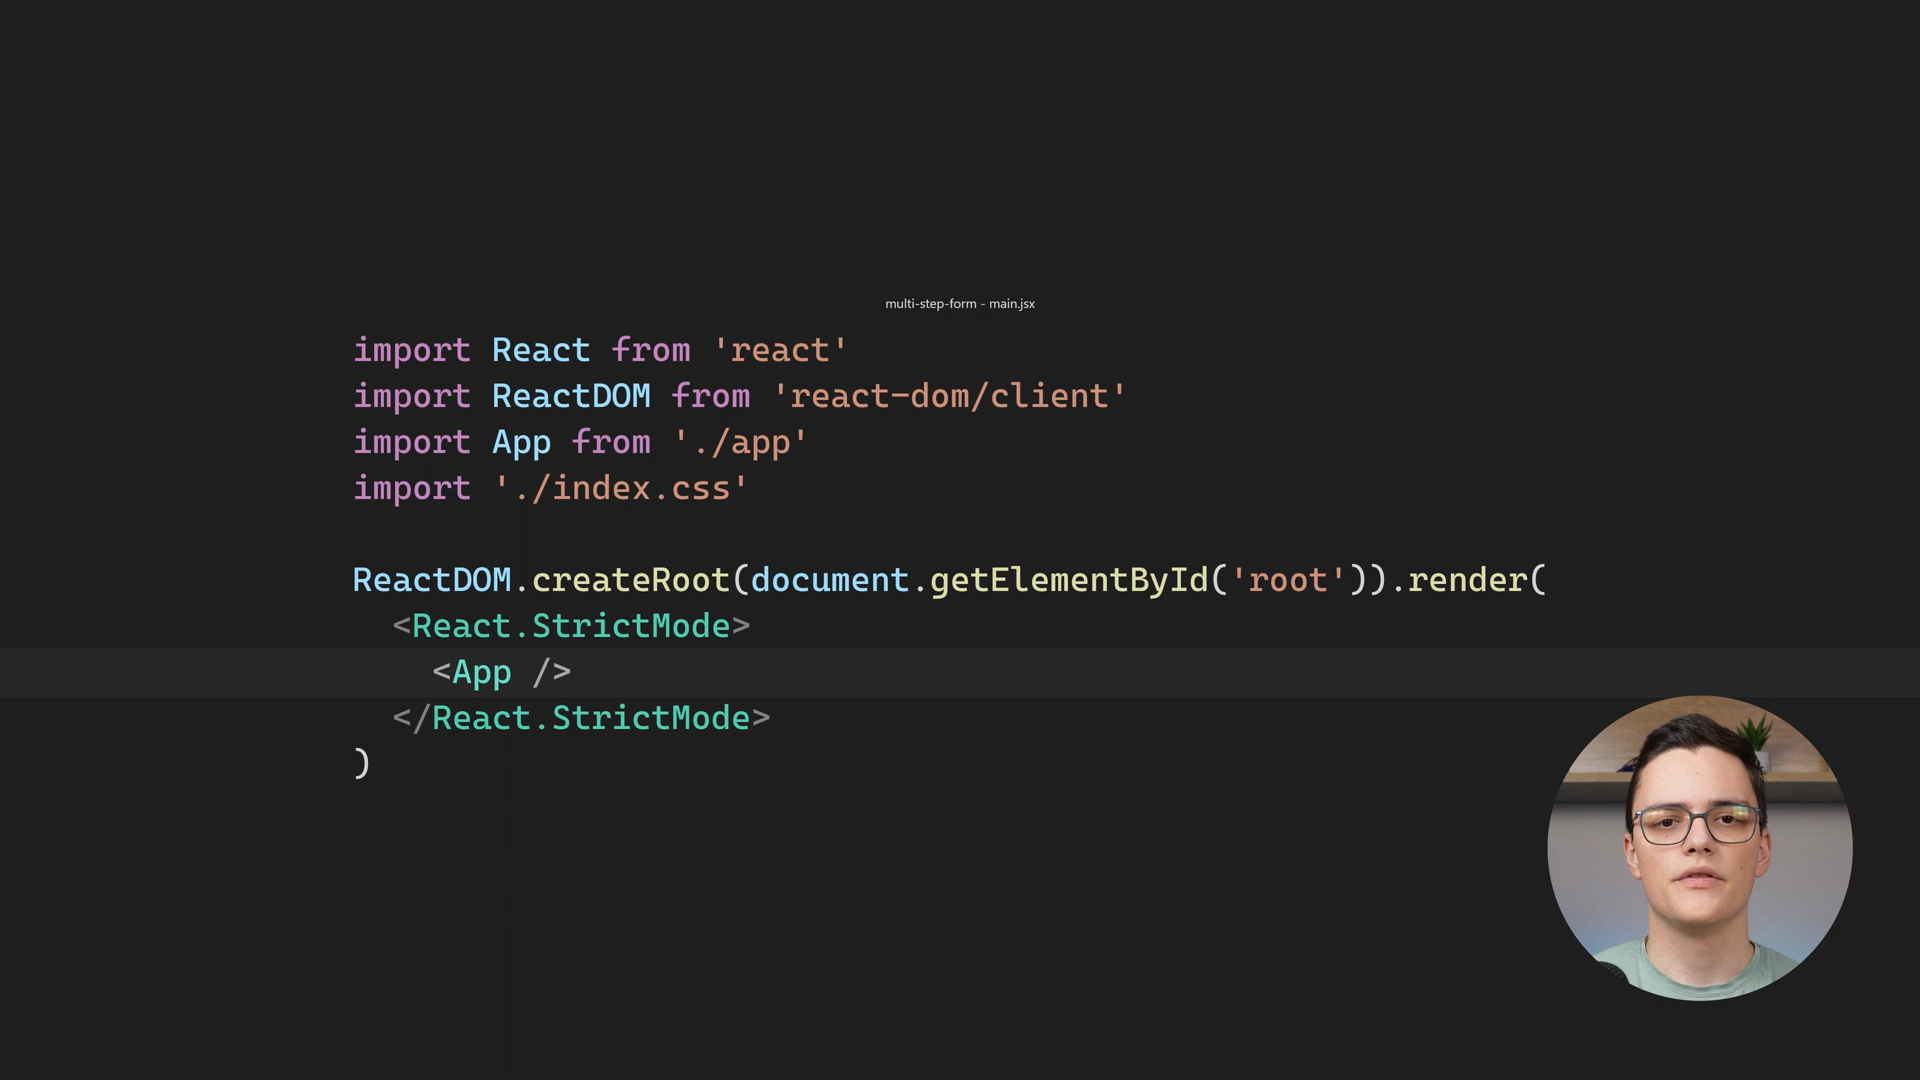 multi-step-form - main.jsx
import React from 'react'
import ReactDOM from 'react-dom/client'
import App from './app'
import './index.css'
ReactDOM.createRoot(document.getElementById('root')).render(
  <React.StrictMode>
    <App />
  </React.StrictMode>
)